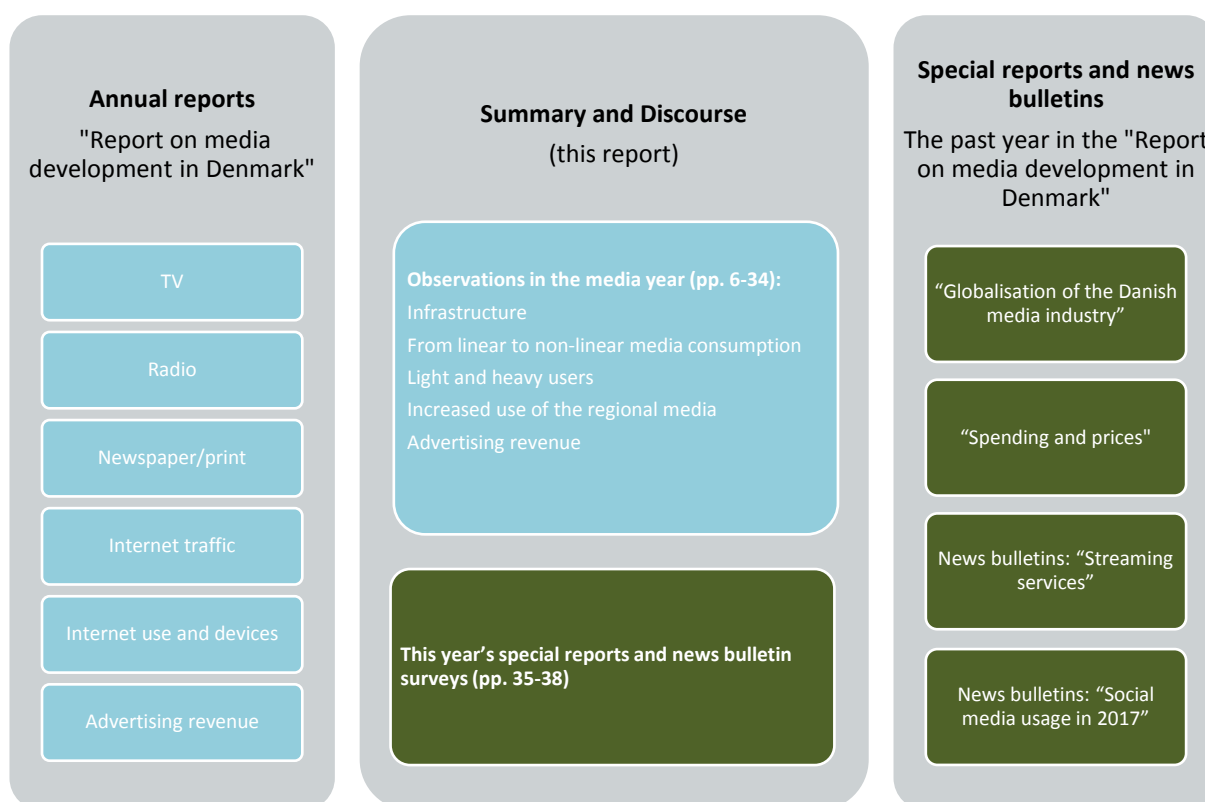 Annual reports
"Report on media
development in Denmark"
TV
Radio
Newspaper/print
Internet traffic
Internet use and devices
Advertising revenue
Summary and Discourse
(this report)
Observations in the media year (pp. 6-34):
Infrastructure
From linear to non-linear media consumption
Light and heavy users
Increased use of the regional media
Advertising revenue
This year's special reports and news bulletin
surveys (pp. 35-38)
Special reports and news
bulletins
The past year in the "Report
on media development in
Denmark"
“Globalisation of the Danish
media industry”
“Spending and prices"
News bulletins: “Streaming
services”
News bulletins: “Social
media usage in 2017”